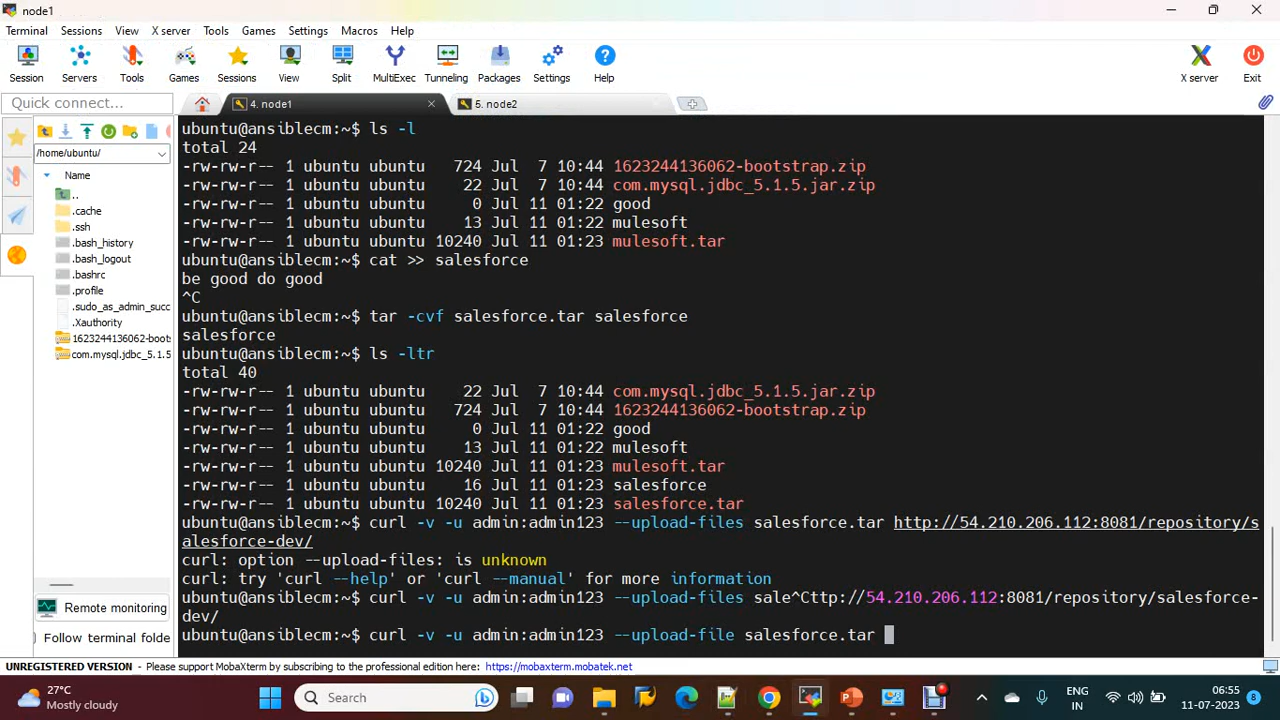 node1
Terminal Sessions View X server Tools Games Settings Macros Help
Session Servers Tools Games Sessions View Split MultiExec Tunneling Packages Settings Help X server Exit
Quick connect...
4. node1
5. node2
/home/ubuntu/
Name
..
.cache
.ssh
.bash_history
.bash_logout
.bashrc
.profile
.sudo_as_admin_succ
.Xauthority
1623244136062-boots
com.mysql.jdbc_5.1.5
Remote monitoring
Follow terminal folde
ubuntu@ansiblecm:~$ ls -l
total 24
-rw-rw-r-- 1 ubuntu ubuntu   724 Jul  7 10:44 1623244136062-bootstrap.zip
-rw-rw-r-- 1 ubuntu ubuntu    22 Jul  7 10:44 com.mysql.jdbc_5.1.5.jar.zip
-rw-rw-r-- 1 ubuntu ubuntu     0 Jul 11 01:22 good
-rw-rw-r-- 1 ubuntu ubuntu    13 Jul 11 01:22 mulesoft
-rw-rw-r-- 1 ubuntu ubuntu 10240 Jul 11 01:23 mulesoft.tar
ubuntu@ansiblecm:~$ cat >> salesforce
be good do good
^C
ubuntu@ansiblecm:~$ tar -cvf salesforce.tar salesforce
salesforce
ubuntu@ansiblecm:~$ ls -ltr
total 40
-rw-rw-r-- 1 ubuntu ubuntu    22 Jul  7 10:44 com.mysql.jdbc_5.1.5.jar.zip
-rw-rw-r-- 1 ubuntu ubuntu   724 Jul  7 10:44 1623244136062-bootstrap.zip
-rw-rw-r-- 1 ubuntu ubuntu     0 Jul 11 01:22 good
-rw-rw-r-- 1 ubuntu ubuntu    13 Jul 11 01:22 mulesoft
-rw-rw-r-- 1 ubuntu ubuntu 10240 Jul 11 01:23 mulesoft.tar
-rw-rw-r-- 1 ubuntu ubuntu    16 Jul 11 01:23 salesforce
-rw-rw-r-- 1 ubuntu ubuntu 10240 Jul 11 01:23 salesforce.tar
ubuntu@ansiblecm:~$ curl -v -u admin:admin123 --upload-files salesforce.tar http://54.210.206.112:8081/repository/s
alesforce-dev/
curl: option --upload-files: is unknown
curl: try 'curl --help' or 'curl --manual' for more information
ubuntu@ansiblecm:~$ curl -v -u admin:admin123 --upload-files sale^Cttp://54.210.206.112:8081/repository/salesforce-
dev/
ubuntu@ansiblecm:~$ curl -v -u admin:admin123 --upload-file salesforce.tar
UNREGISTERED VERSION - Please support MobaXterm by subscribing to the professional edition here: https://mobaxterm.mobatek.net
27°C
Mostly cloudy
Search
ENG
IN
06:55
11-07-2023
8